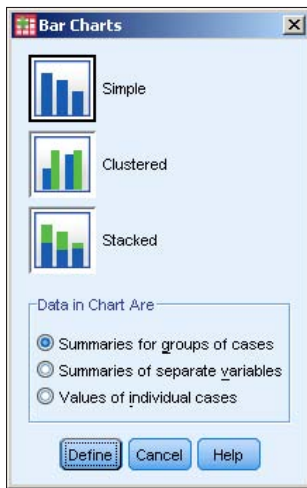 Bar Charts
Simple
Clustered
Stacked
Data in Chart Are
Summaries for groups of cases
Summaries of separate variables
Values of individual cases
Define Cancel Help